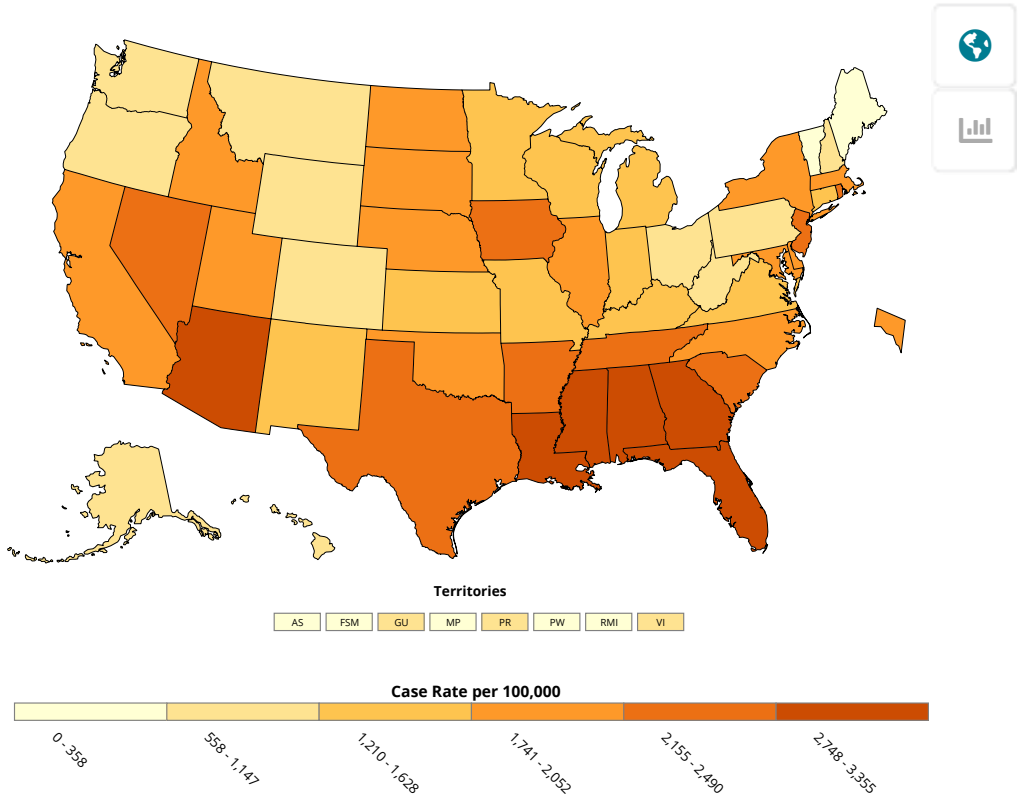 Territories
AS FSM GU MP PR PW RMI VI
Case Rate per 100,000
0 - 358
558 - 1,147
1,210 - 1,628
1,741 - 2,052
2,155 - 2,490
2,748 - 3,355